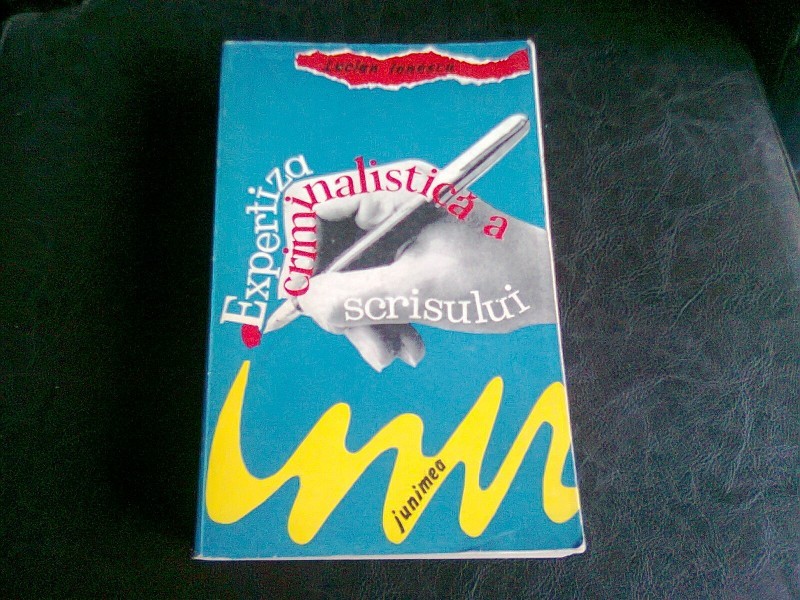 Lucian Ionescu
Expertiza
criminalistică a
scrisului
junimea